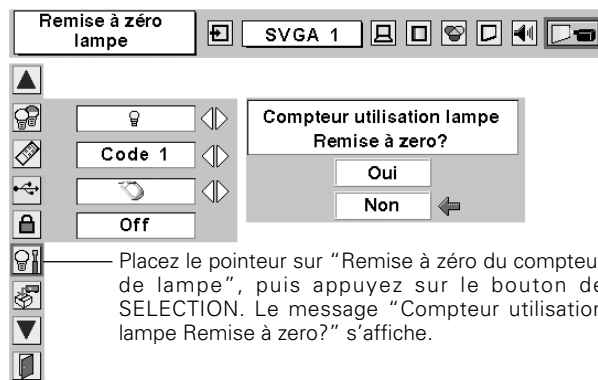 Remise à zéro
lampe
SVGA 1
Compteur utilisation lampe
Remise à zero?
Code 1
Oui
Non
Off
Placez le pointeur sur “Remise à zéro du compteur
de lampe”, puis appuyez sur le bouton de
SELECTION. Le message “Compteur utilisation
lampe Remise à zero?” s’affiche.